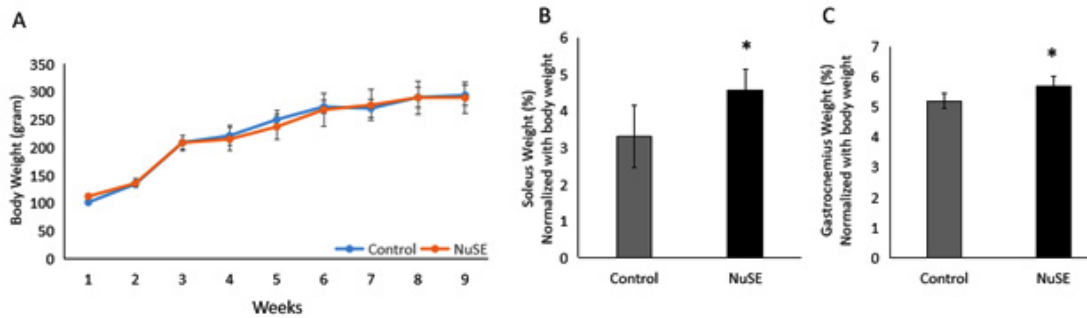 A
Body Weight (gram)
350
300
250
200
150
100
50
0
Control
NuSE
1 2 3 4 5 6 7 8 9
Weeks
B
Soleus Weight (%)
Normalized with body weight
6
5
4
3
2
1
0
*
Control NuSE
C
Gastrocnemius Weight (%)
Normalized with body weight
7
6
5
4
3
2
1
0
*
Control NuSE